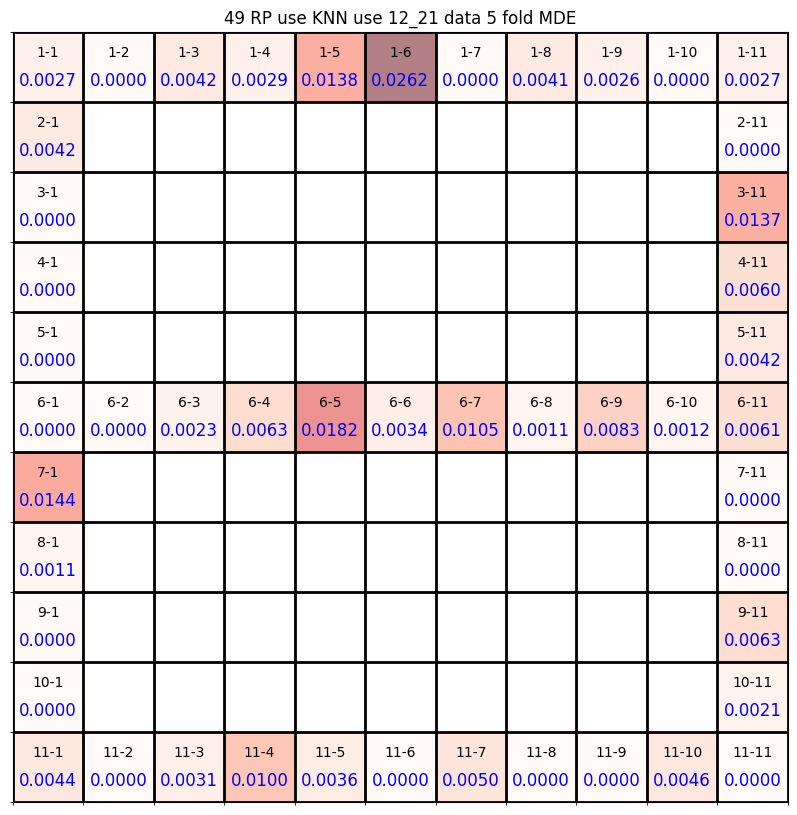 49 RP use KNN use 12_21 data 5 fold MDE
1-1 1-2 1-3 1-4 1-5 1-6 1-7 1-8 1-9 1-10 1-11
0.0027 0.0000 0.0042 0.0029 0.0138 0.0262 0.0000 0.0041 0.0026 0.0000 0.0027
2-1 2-11
0.0042 0.0000
3-1 3-11
0.0000 0.0137
4-1 4-11
0.0000 0.0060
5-1 5-11
0.0000 0.0042
6-1 6-2 6-3 6-4 6-5 6-6 6-7 6-8 6-9 6-10 6-11
0.0000 0.0000 0.0023 0.0063 0.0182 0.0034 0.0105 0.0011 0.0083 0.0012 0.0061
7-1 7-11
0.0144 0.0000
8-1 8-11
0.0011 0.0000
9-1 9-11
0.0000 0.0063
10-1 10-11
0.0000 0.0021
11-1 11-2 11-3 11-4 11-5 11-6 11-7 11-8 11-9 11-10 11-11
0.0044 0.0000 0.0031 0.0100 0.0036 0.0000 0.0050 0.0000 0.0000 0.0046 0.0000